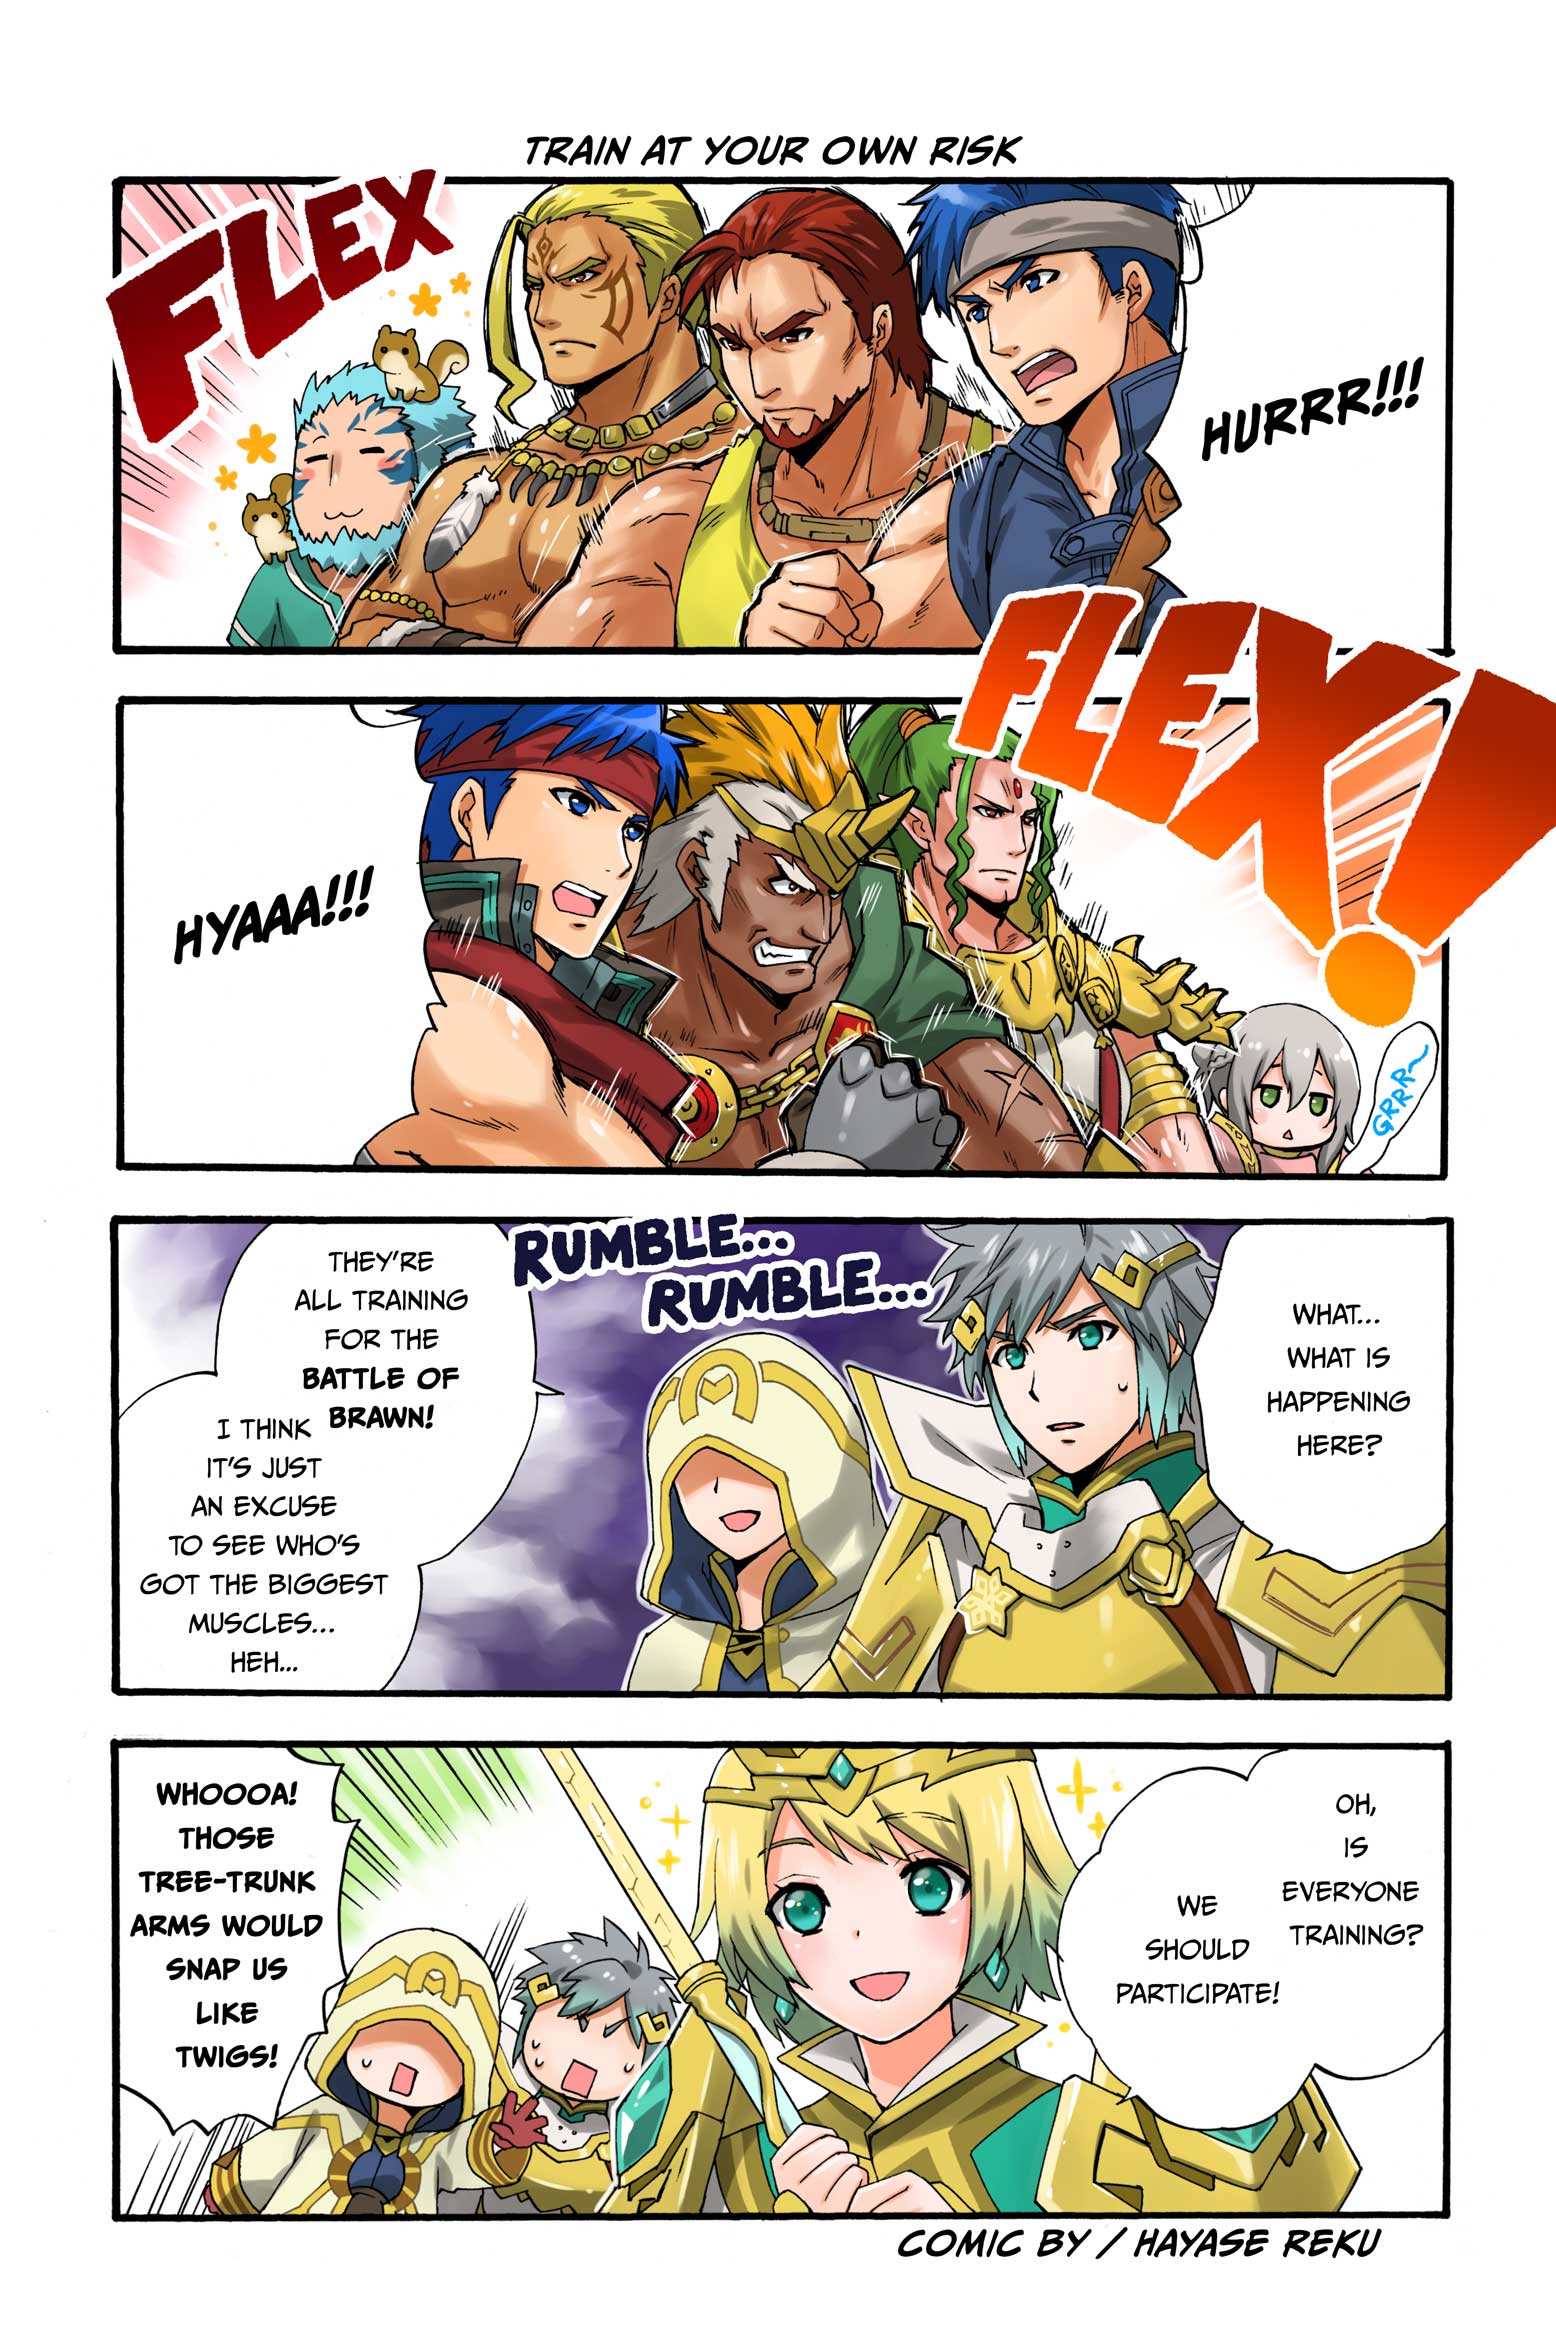 TRAIN AT YOUR OWN RISK
FLEX
HURRR!!!
FLEX!!
HYAAA!!!
GRRR~
WHAT...
WHAT IS
HAPPENING
HERE?
RUMBLE...
RUMBLE...
THEY'RE
ALL TRAINING
FOR THE
BATTLE OF
BRAWN!
I THINK
IT'S JUST
AN EXCUSE
TO SEE WHO'S
GOT THE BIGGEST
MUSCLES...
HEH...
OH,
IS
EVERYONE
TRAINING?
WE
SHOULD
PARTICIPATE!
WHOOOA!
THOSE
TREE-TRUNK
ARMS WOULD
SNAP US
LIKE
TWIGS!
COMIC BY / HAYASE REKU